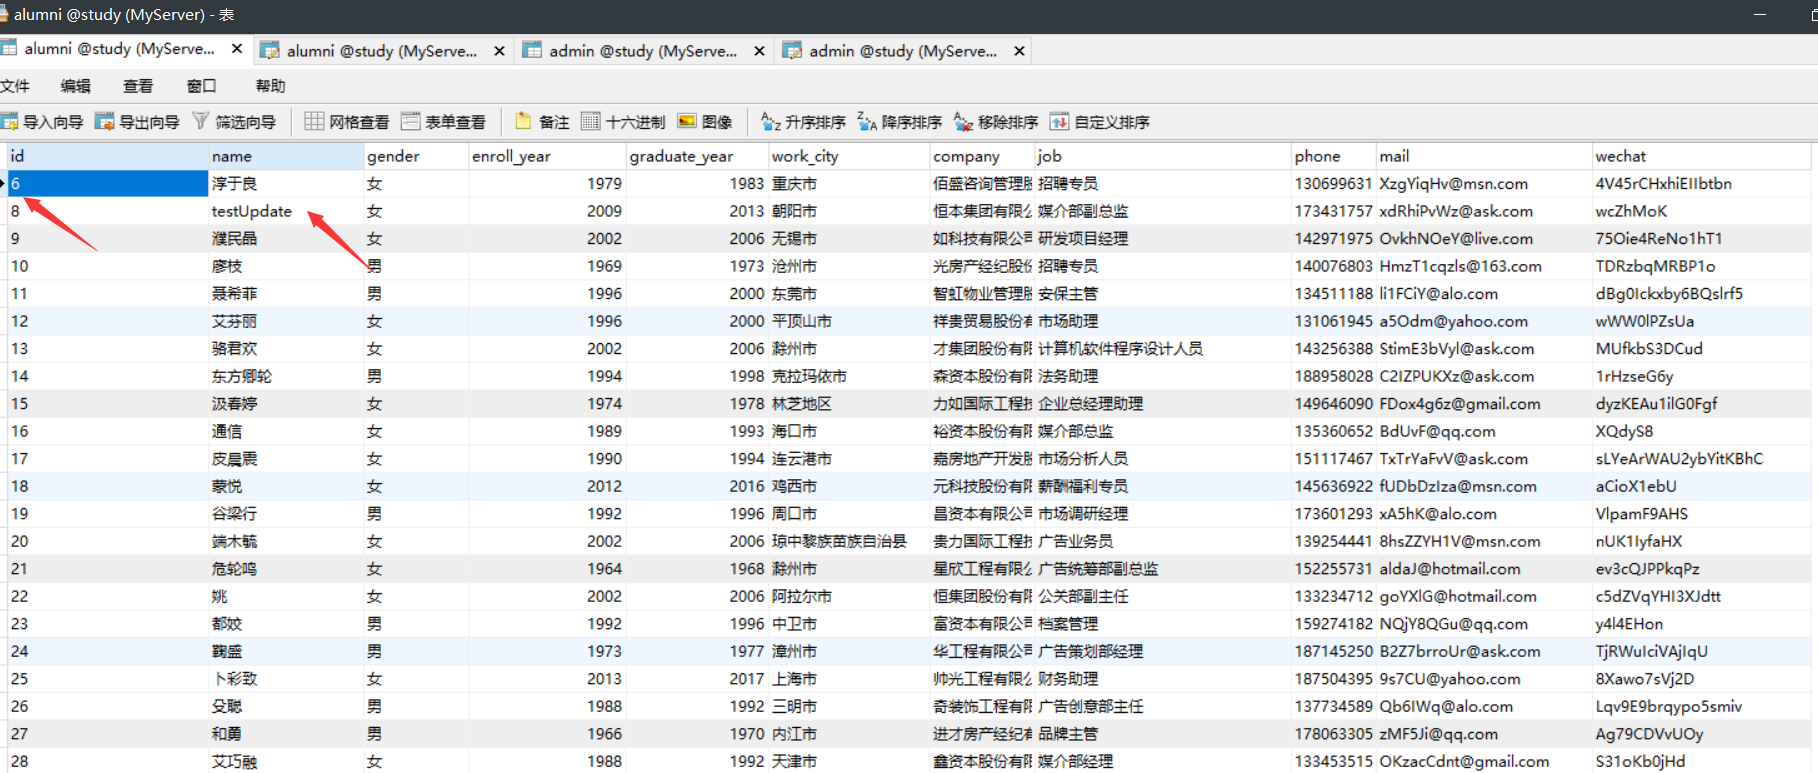 alumni @study (MyServer) - 表
alumni @study (MyServe... alumni @study (MyServe... admin @study (MyServe... admin @study (MyServe...
文件 编辑 查看 窗口 帮助
导入向导 导出向导 筛选向导 网格查看 表单查看 备注 十六进制 图像 升序排序 降序排序 移除排序 自定义排序
id name gender enroll_year graduate_year work_city company job phone mail wechat
6 淳于良 女 1979 1983 重庆市 佰盛咨询管理股 招聘专员 130699631 XzgYiqHv@msn.com 4V45rCHxhiEIIbtbn
8 testUpdate 女 2009 2013 朝阳市 恒本集团有限公 媒介部副总监 173431757 xdRhiPvWz@ask.com wcZhMoK
9 濮民晶 女 2002 2006 无锡市 如科技有限公司 研发项目经理 142971975 OvkhNOeY@live.com 75Oie4ReNo1hT1
10 廖枝 男 1969 1973 沧州市 光房产经纪股份 招聘专员 140076803 HmzT1cqzls@163.com TDRzbqMRBP1o
11 聂希菲 男 1996 2000 东莞市 智虹物业管理股 安保主管 134511188 li1FCiY@alo.com dBg0Ickxby6BQslrf5
12 艾芬丽 女 1996 2000 平顶山市 祥贵贸易股份有 市场助理 131061945 a5Odm@yahoo.com wWW0lPZsUa
13 骆君欢 女 2002 2006 滁州市 才集团股份有限 计算机软件程序设计人员 143256388 StimE3bVyl@ask.com MUfkbS3DCud
14 东方卿轮 男 1994 1998 克拉玛依市 森资本股份有限 法务助理 188958028 C2IZPUKXz@ask.com 1rHzseG6y
15 汲春婷 女 1974 1978 林芝地区 力如国际工程技 企业总经理助理 149646090 FDox4g6z@gmail.com dyzKEAu1ilG0Fgf
16 通信 女 1989 1993 海口市 裕资本股份有限 媒介部总监 135360652 BdUvF@qq.com XQdyS8
17 皮晨震 女 1990 1994 连云港市 嘉房地产开发股 市场分析人员 151117467 TxTrYaFvV@ask.com sLYeArWAU2ybYitKBhC
18 蒙悦 女 2012 2016 鸡西市 元科技股份有限 薪酬福利专员 145636922 fUDbDzIza@msn.com aCioX1ebU
19 谷梁行 男 1992 1996 周口市 昌资本有限公司 市场调研经理 173601293 xA5hK@alo.com VlpamF9AHS
20 端木毓 女 2002 2006 琼中黎族苗族自治县 贵力国际工程技 广告业务员 139254441 8hsZZYH1V@msn.com nUK1IyfaHX
21 危轮鸣 女 1964 1968 滁州市 星欣工程有限公 广告统筹部副总监 152255731 aldaJ@hotmail.com ev3cQJPPkqPz
22 姚 女 2002 2006 阿拉尔市 恒集团股份有限 公关部副主任 133234712 goYXlG@hotmail.com c5dZVqYHI3XJdtt
23 都姣 男 1992 1996 中卫市 富资本有限公司 档案管理 159274182 NQjY8QGu@qq.com y4l4EHon
24 鞠盛 男 1973 1977 漳州市 华工程有限公司 广告策划部经理 187145250 B2Z7brroUr@ask.com TjRWuIciVAjIqU
25 卜彩致 女 2013 2017 上海市 帅光工程有限公 财务助理 187504395 9s7CU@yahoo.com 8Xawo7sVj2D
26 殳聪 男 1988 1992 三明市 奇装饰工程有限 广告创意部主任 137734589 Qb6IWq@alo.com Lqv9E9brqypo5smiv
27 和勇 男 1966 1970 内江市 进才房产经纪有 品牌主管 178063305 zMF5Ji@qq.com Ag79CDVvUOy
28 艾巧融 女 1988 1992 天津市 鑫资本股份有限 媒介部经理 133453515 OKzacCdnt@gmail.com S31oKb0jHd